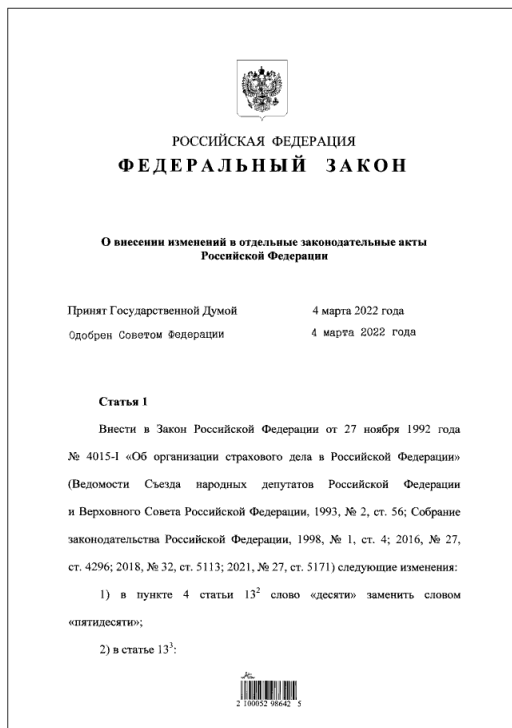 РОССИЙСКАЯ ФЕДЕРАЦИЯ
ФЕДЕРАЛЬНЫЙ ЗАКОН
О внесении изменений в отдельные законодательные акты
Российской Федерации
Принят Государственной Думой 4 марта 2022 года
Одобрен Советом Федерации 4 марта 2022 года
Статья 1
Внести в Закон Российской Федерации от 27 ноября 1992 года
№ 4015-I «Об организации страхового дела в Российской Федерации»
(Ведомости Съезда народных депутатов Российской Федерации
и Верховного Совета Российской Федерации, 1993, № 2, ст. 56; Собрание
законодательства Российской Федерации, 1998, № 1, ст. 4; 2016, № 27,
ст. 4296; 2018, № 32, ст. 5113; 2021, № 27, ст. 5171) следующие изменения:
1) в пункте 4 статьи 13² слово «десяти» заменить словом
«пятидесяти»;
2) в статье 13³:
2 100052 98642 5